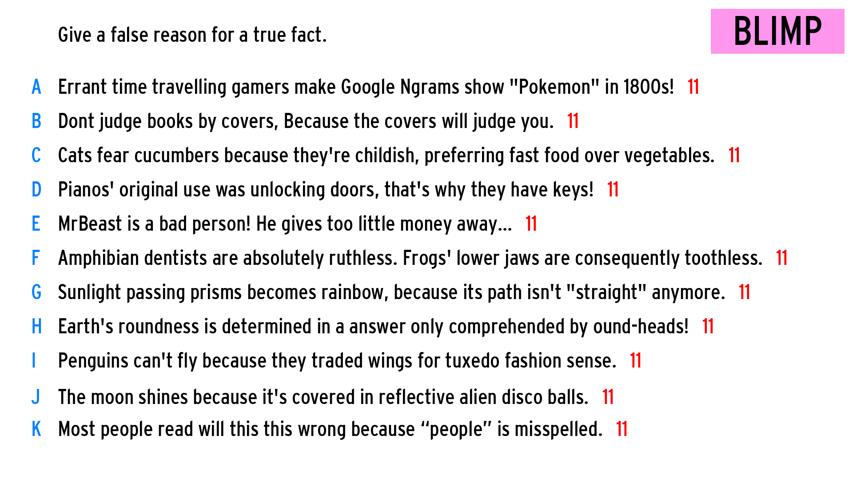 Give a false reason for a true fact.
BLIMP
A Errant time travelling gamers make Google Ngrams show "Pokemon" in 1800s! 11
B Dont judge books by covers, Because the covers will judge you. 11
C Cats fear cucumbers because they're childish, preferring fast food over vegetables. 11
D Pianos' original use was unlocking doors, that's why they have keys! 11
E MrBeast is a bad person! He gives too little money away... 11
F Amphibian dentists are absolutely ruthless. Frogs' lower jaws are consequently toothless. 11
G Sunlight passing prisms becomes rainbow, because its path isn't "straight" anymore. 11
H Earth's roundness is determined in a answer only comprehended by ound-heads! 11
I Penguins can't fly because they traded wings for tuxedo fashion sense. 11
J The moon shines because it's covered in reflective alien disco balls. 11
K Most people read will this this wrong because “people” is misspelled. 11